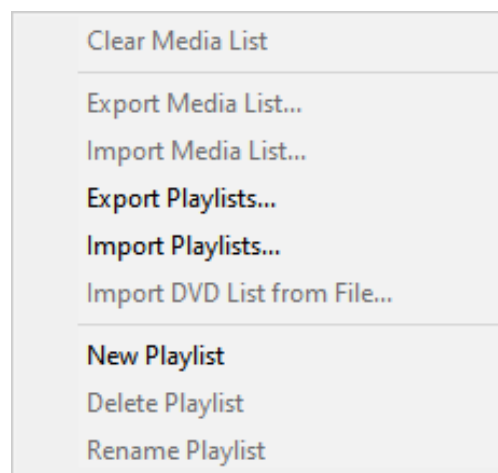 Clear Media List
Export Media List...
Import Media List...
Export Playlists...
Import Playlists...
Import DVD List from File...
New Playlist
Delete Playlist
Rename Playlist